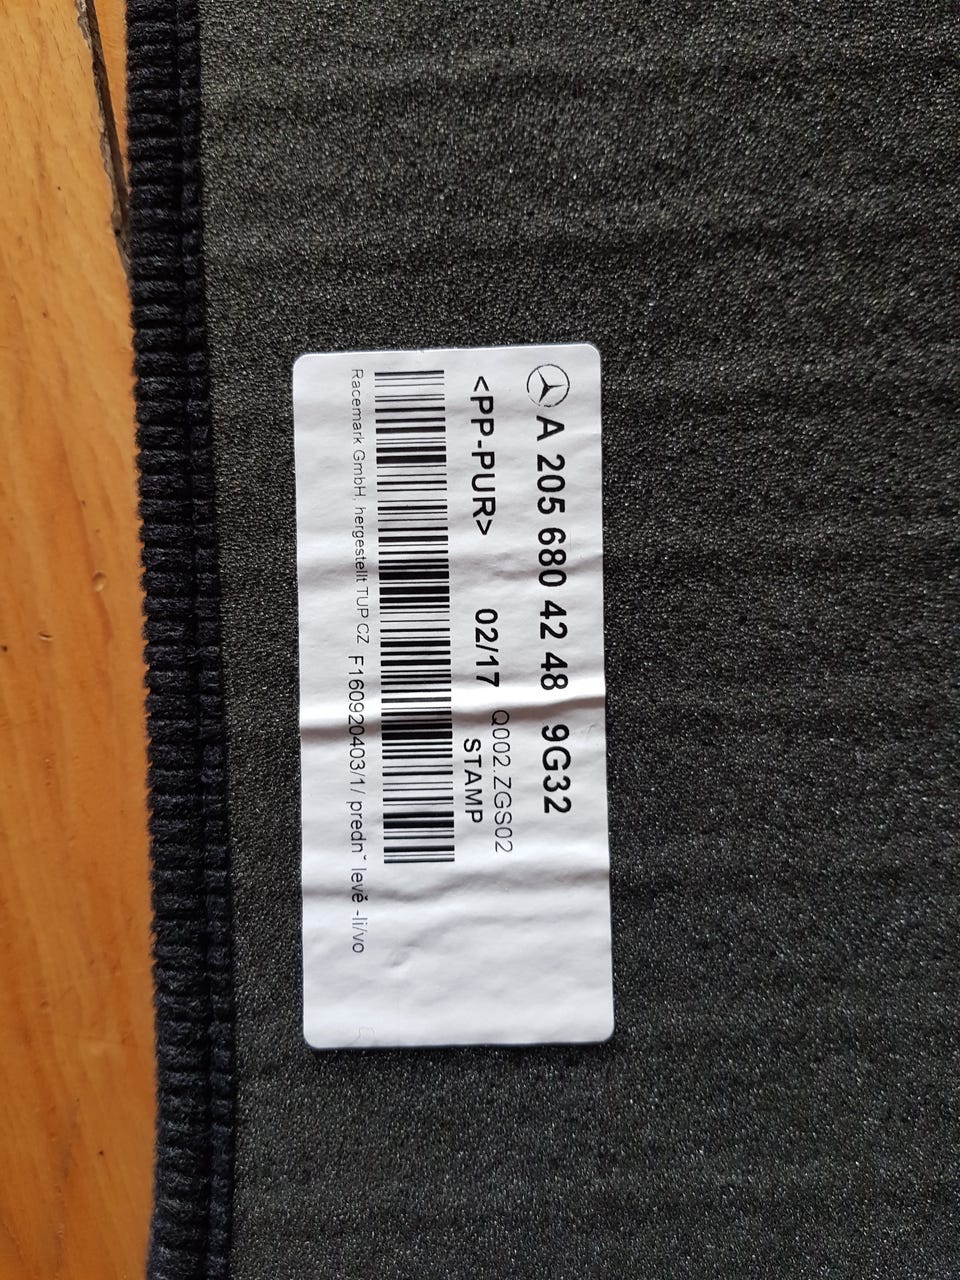 A 205 680 42 48 9G32
<PP-PUR> 02/17 Q002.ZGS02
STAMP
Racemark GmbH, hergestellt TUP CZ F160920403/1/ predn˘ levě -li/vo